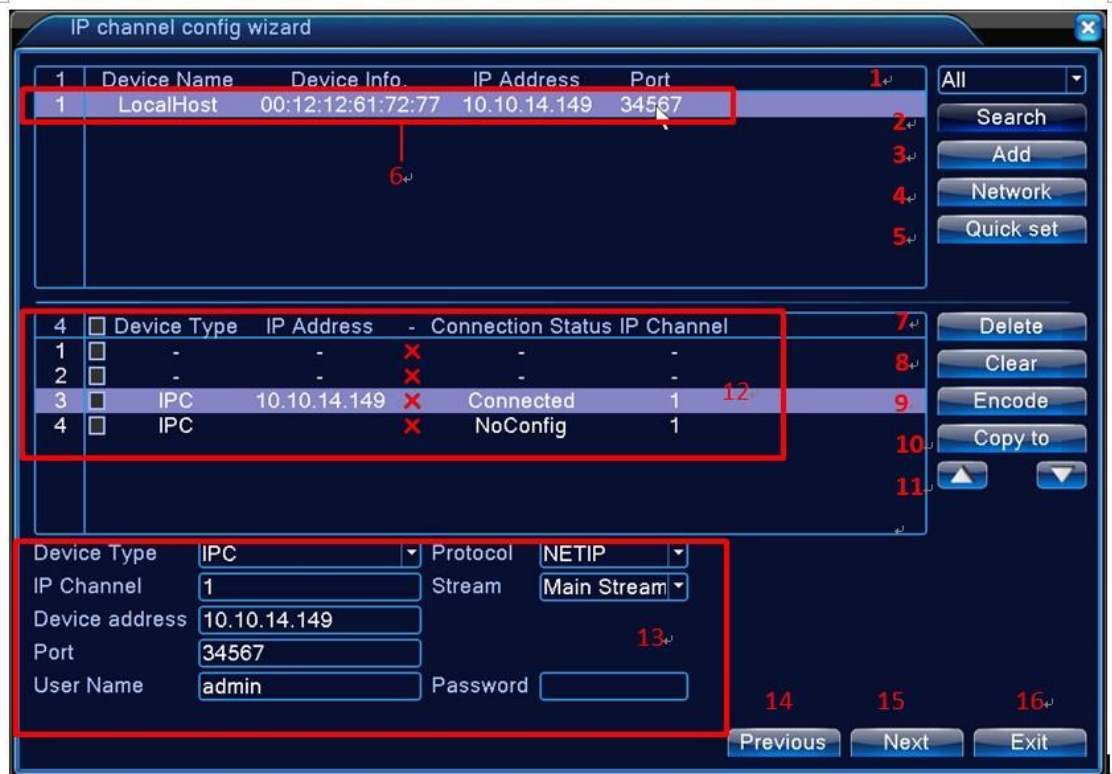 IP channel config wizard
1 Device Name Device Info. IP Address Port 1 All
1 LocalHost 00:12:12:61:72:77 10.10.14.149 34567
2 Search
6 3 Add
4 Network
5 Quick set
4 Device Type IP Address - Connection Status IP Channel 7 Delete
1 - - - -
8 Clear
2 - - - -
3 IPC 10.10.14.149 Connected 1 12 9 Encode
4 IPC NoConfig 1
10 Copy to
11
Device Type IPC Protocol NETIP
IP Channel 1 Stream Main Stream
Device address 10.10.14.149
13
Port 34567
User Name admin Password
14 15 16
Previous Next Exit